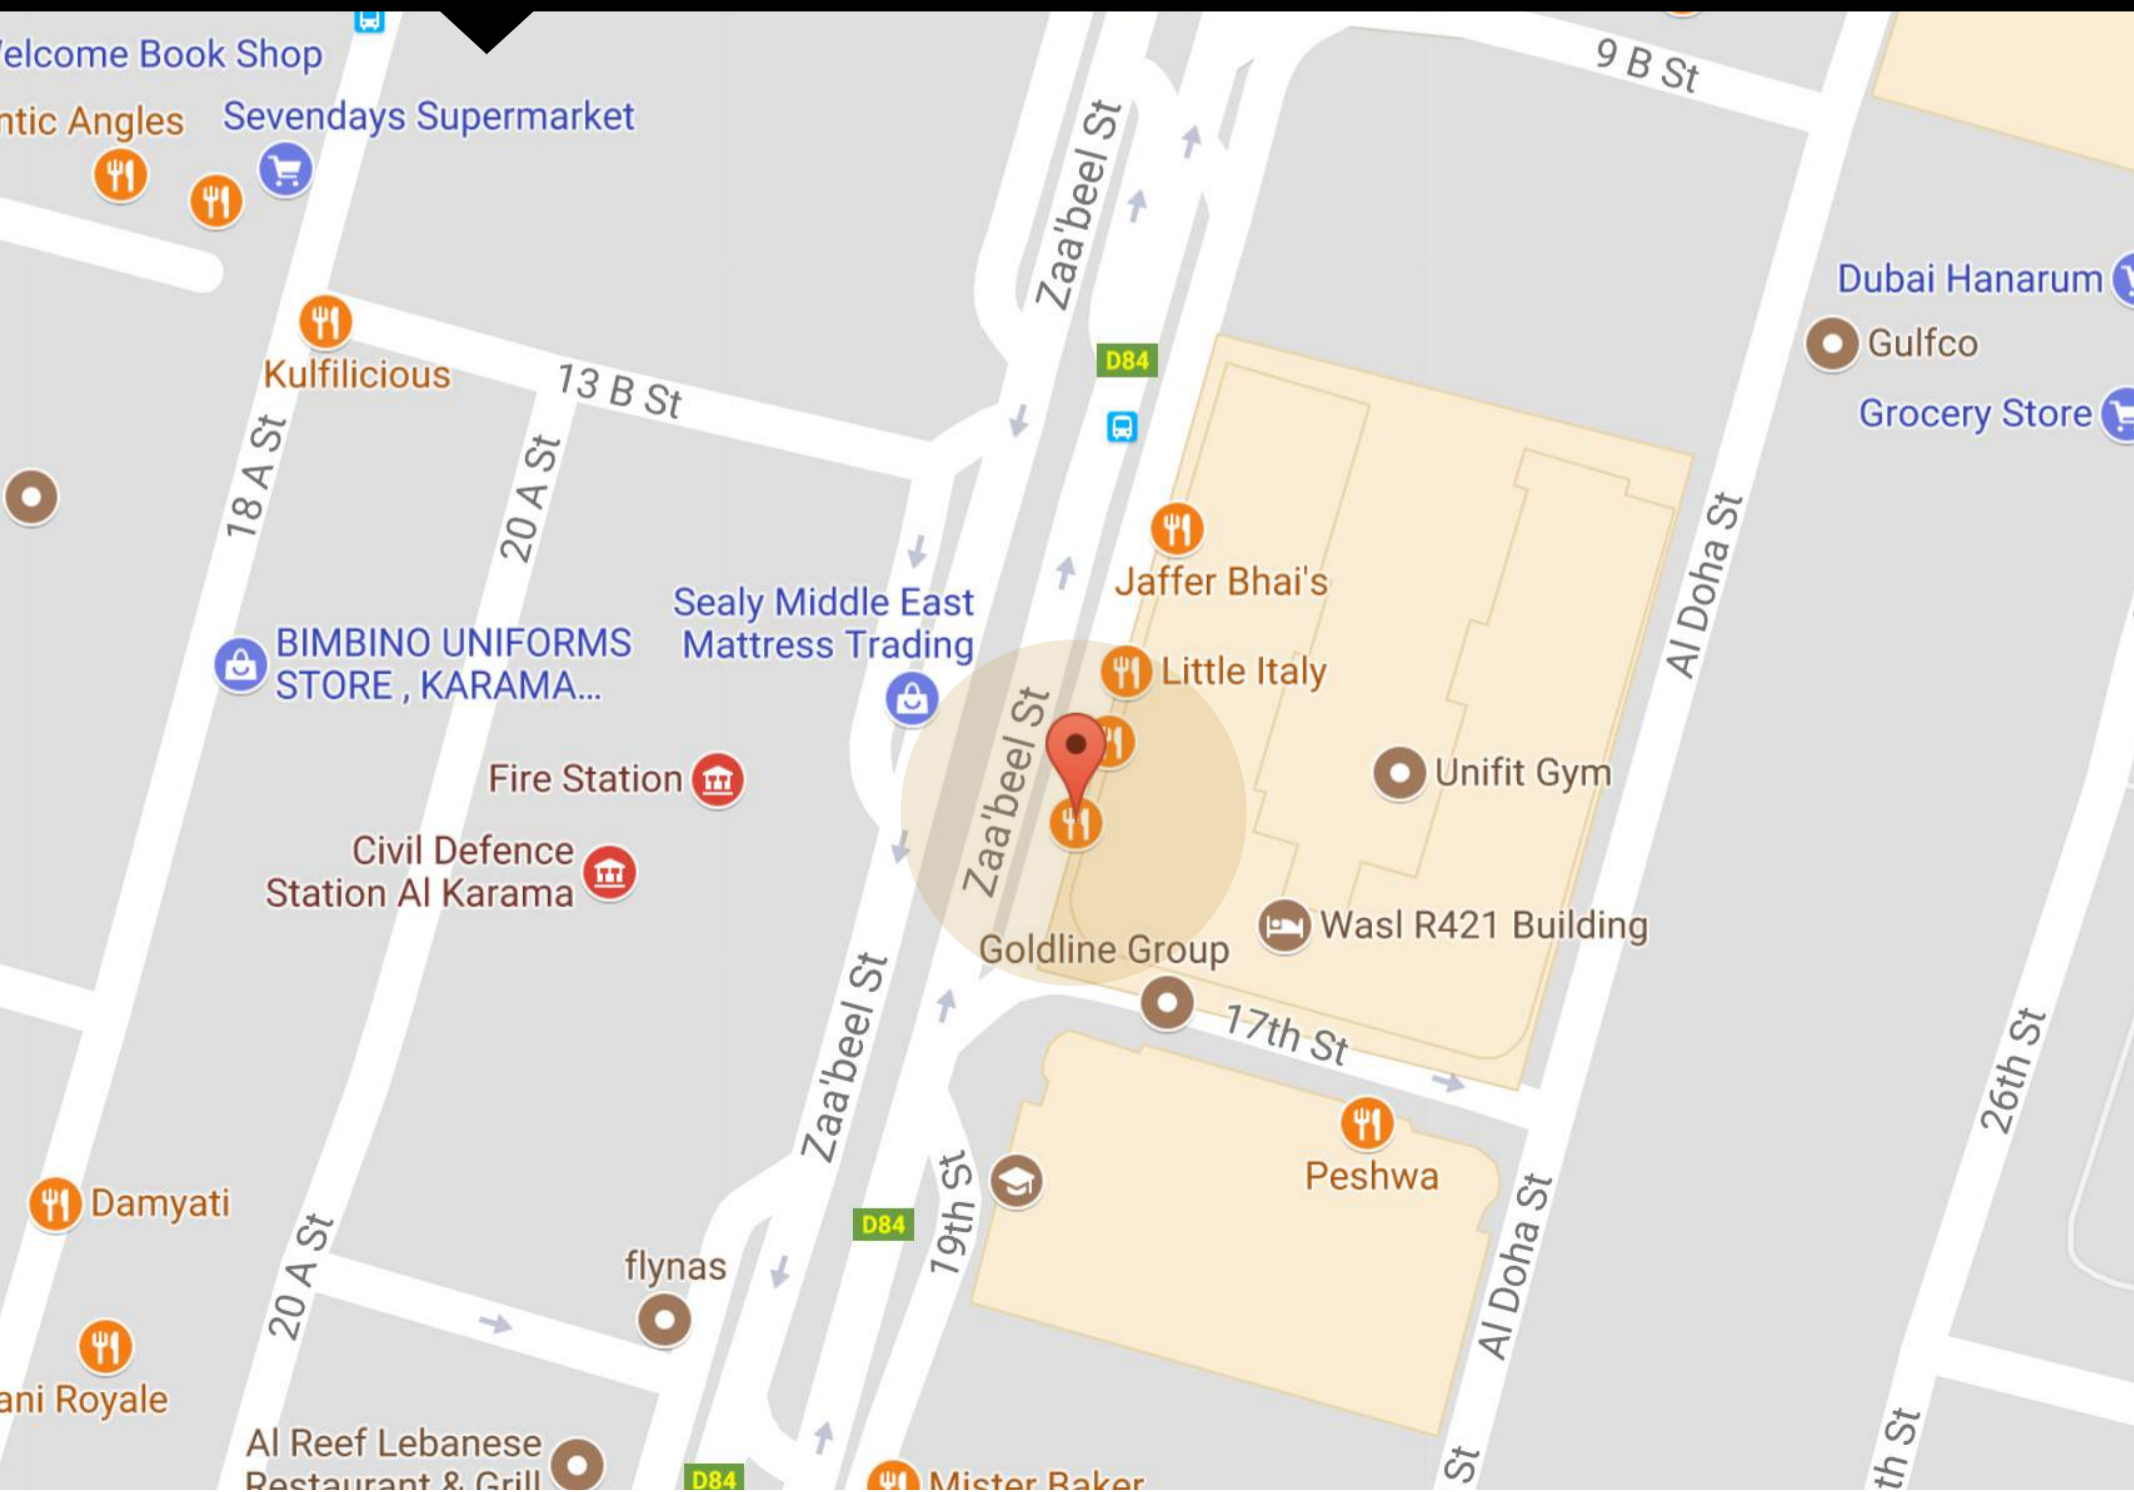 elcome Book Shop
ntic Angles
Sevendays Supermarket
9 B St
Zaa'beel St
Dubai Hanarum
Gulfco
Kulfilicious
13 B St
D84
Grocery Store
18 A St
20 A St
Al Doha St
Jaffer Bhai's
Sealy Middle East
Mattress Trading
BIMBINO UNIFORMS
STORE , KARAMA...
Little Italy
Zaa'beel St
Fire Station
Unifit Gym
Civil Defence
Station Al Karama
Wasl R421 Building
Goldline Group
Zaa'beel St
17th St
26th St
Peshwa
Damyati
19th St
D84
20 A St
flynas
Al Doha St
ani Royale
Al Reef Lebanese
Restaurant & Grill
D84
Mister Baker
St
th St